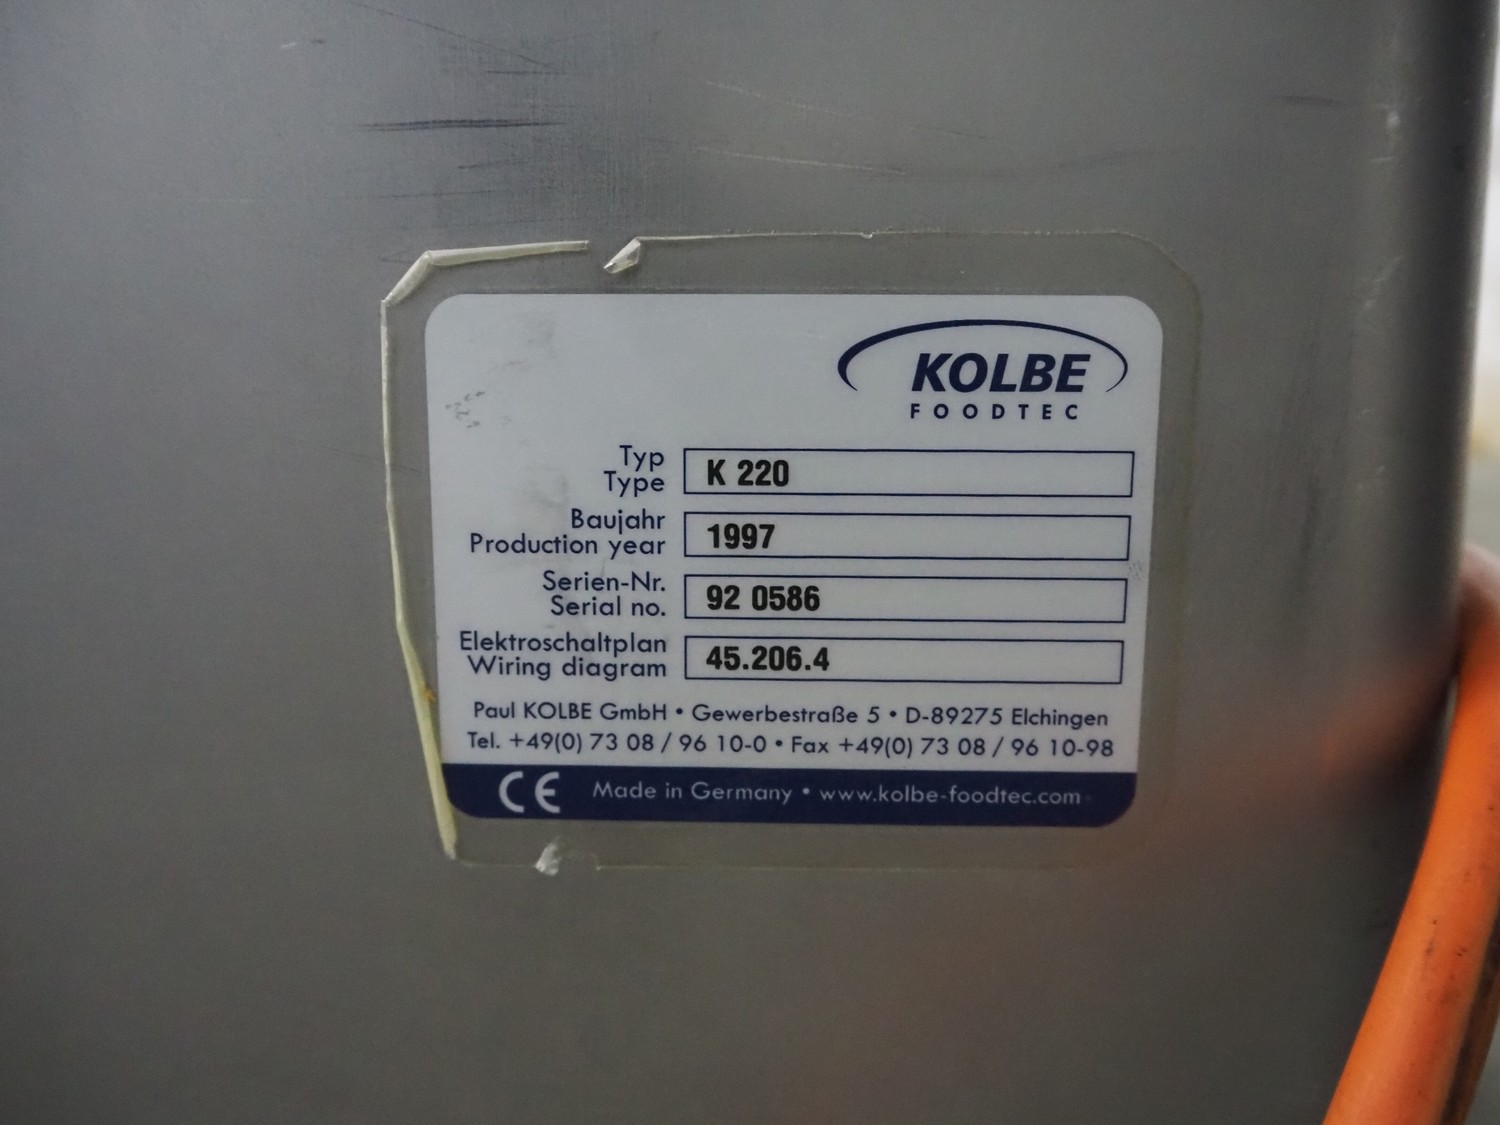 KOLBE
FOODTEC
Typ
Type
K 220
Baujahr
Production year
1997
Serien-Nr.
Serial no.
92 0586
Elektroschaltplan
Wiring diagram
45.206.4
Paul KOLBE GmbH • Gewerbestraße 5 • D-89275 Elchingen
Tel. +49(0) 73 08 / 96 10-0 • Fax +49(0) 73 08 / 96 10-98
CE Made in Germany • www.kolbe-foodtec.com